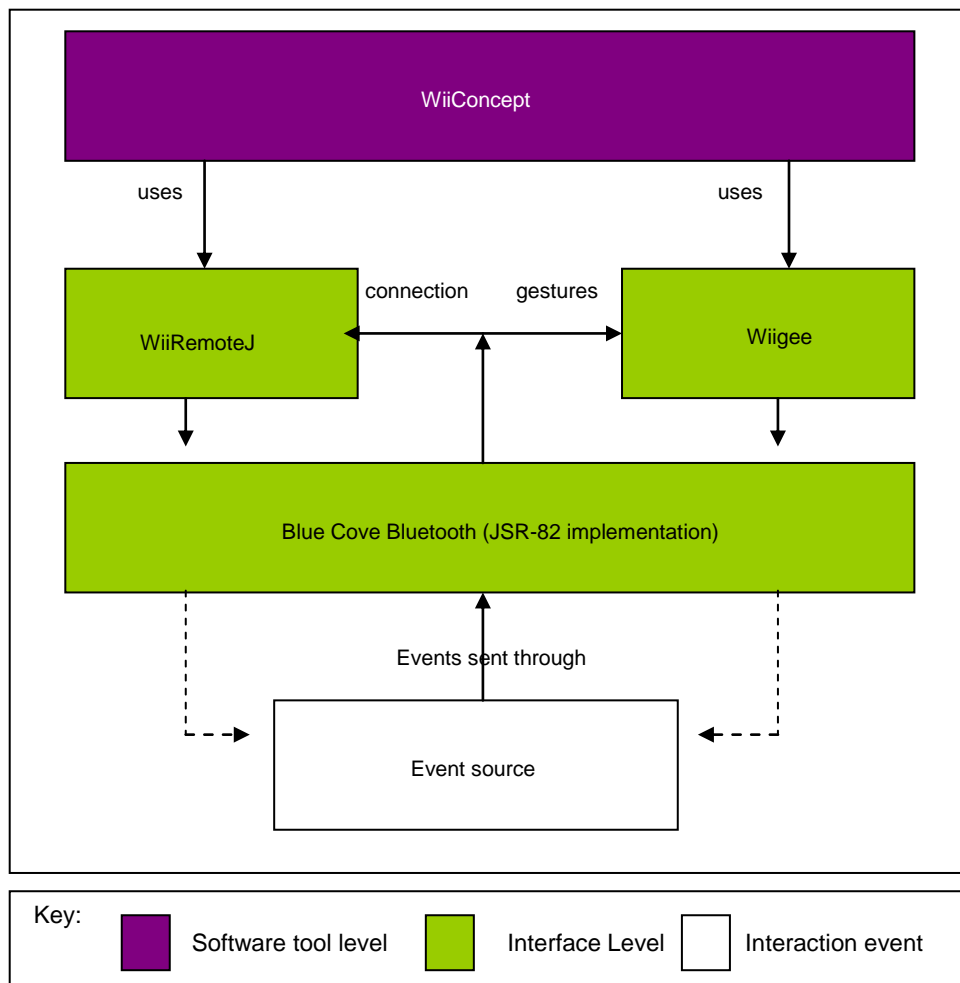 WiiConcept
uses
uses
connection
gestures
WiiRemoteJ
Wiigee
Blue Cove Bluetooth (JSR-82 implementation)
Events sent through
Event source
Key:
Software tool level
Interface Level
Interaction event